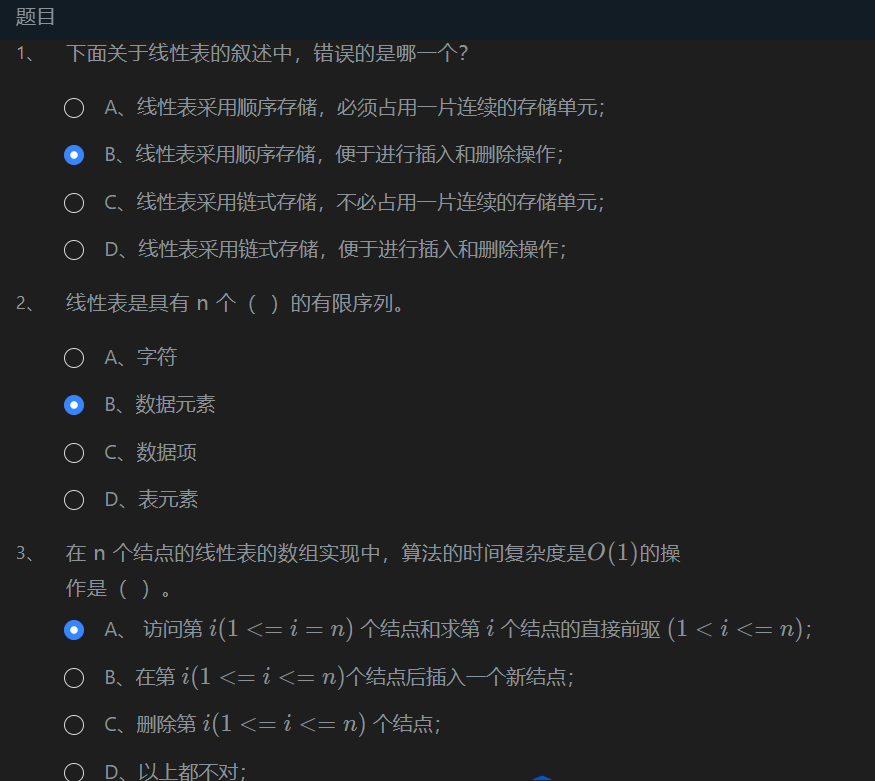 题目
1、 下面关于线性表的叙述中，错误的是哪一个？
A、线性表采用顺序存储，必须占用一片连续的存储单元；
B、线性表采用顺序存储，便于进行插入和删除操作；
C、线性表采用链式存储，不必占用一片连续的存储单元；
D、线性表采用链式存储，便于进行插入和删除操作；
2、 线性表是具有 n 个（ ）的有限序列。
A、字符
B、数据元素
C、数据项
D、表元素
3、 在 n 个结点的线性表的数组实现中，算法的时间复杂度是O(1)的操
作是（ ）。
A、 访问第 i(1 <= i = n) 个结点和求第 i 个结点的直接前驱 (1 < i <= n)；
B、在第 i(1 <= i <= n)个结点后插入一个新结点；
C、删除第 i(1 <= i <= n) 个结点；
D、以上都不对；